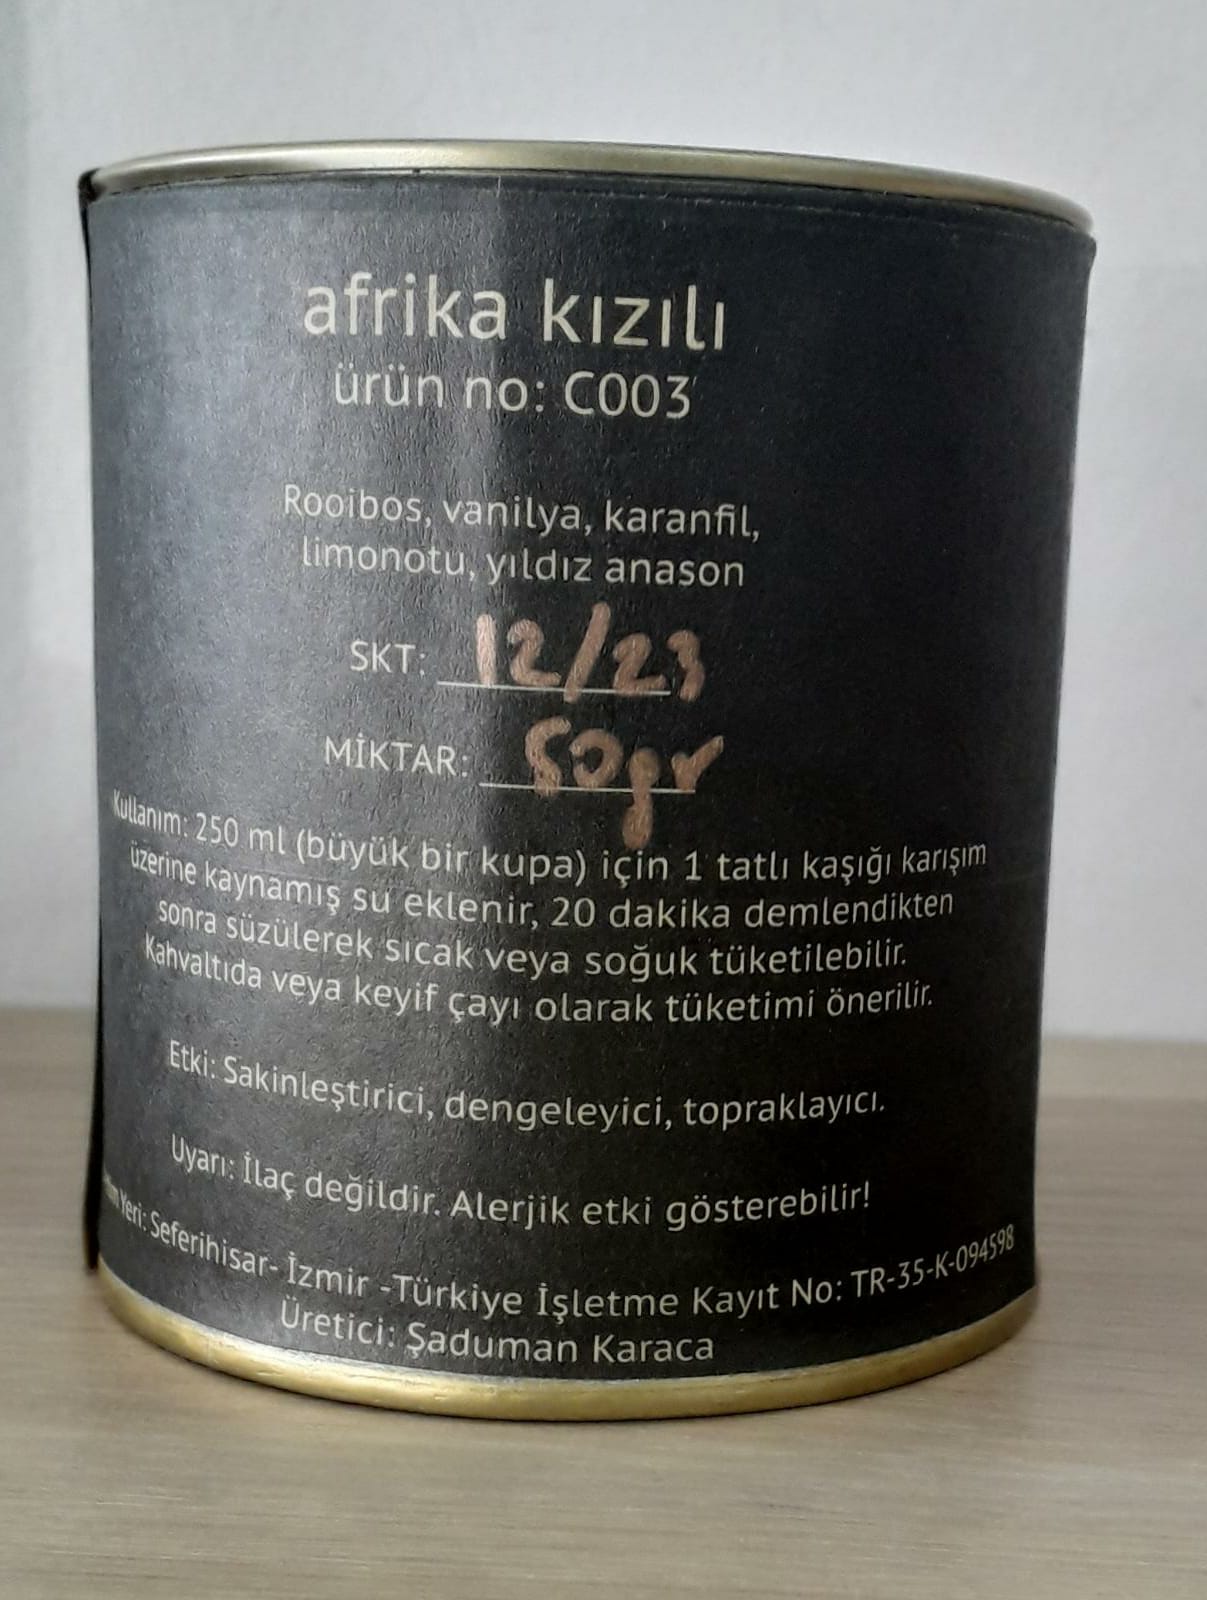 afrika kızılı
ürün no: C003
Rooibos, vanilya, karanfil,
limonotu, yıldız anason
SKT: 12/23
MİKTAR: 50gr
Kullanım: 250 ml (büyük bir kupa) için 1 tatlı kaşığı karışım
üzerine kaynamış su eklenir, 20 dakika demlendikten
sonra süzülerek sıcak veya soğuk tüketilebilir.
Kahvaltıda veya keyif çayı olarak tüketimi önerilir.
Etki: Sakinleştirici, dengeleyici, topraklayıcı.
Uyarı: İlaç değildir. Alerjik etki gösterebilir!
Yeri: Seferihisar- İzmir -Türkiye İşletme Kayıt No: TR-35-K-094598
Üretici: Şaduman Karaca